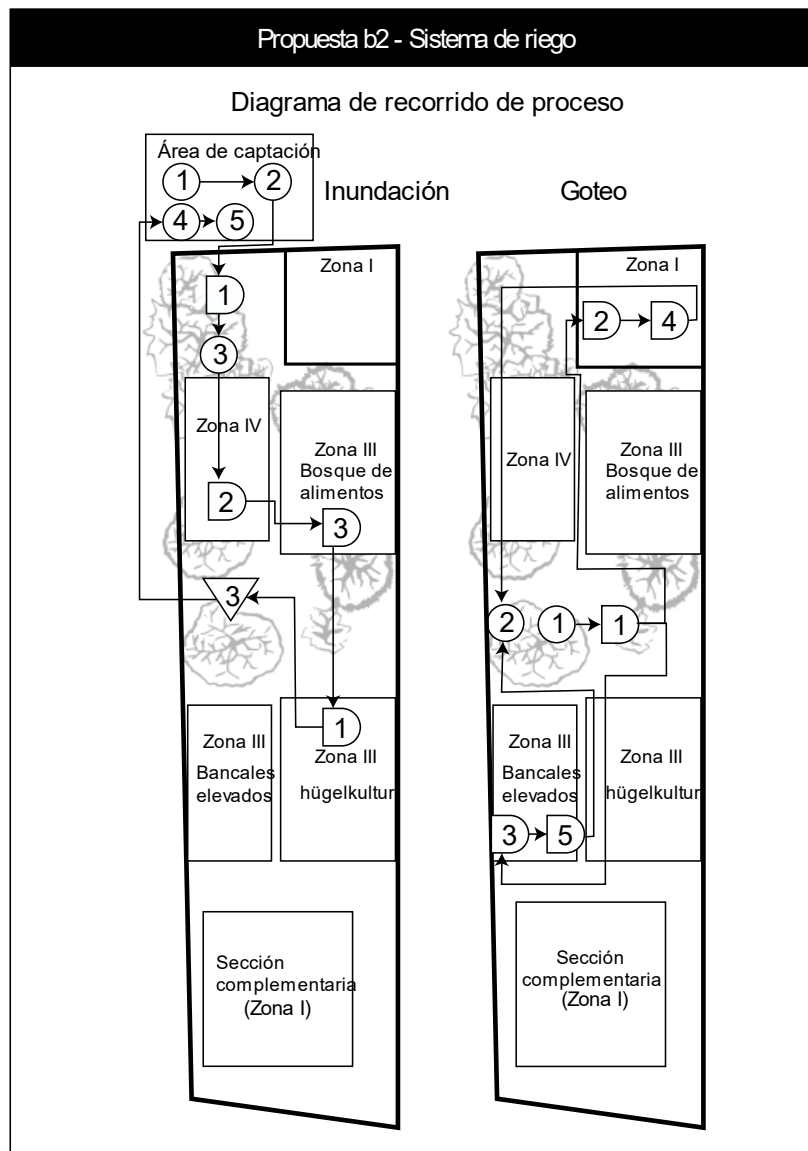 Propuesta b2 - Sistema de riego
Diagrama de recorrido de proceso
Área de captación
1
2
4
5
Inundación
1
3
Zona I
Zona IV
2
Zona III
Bosque de
alimentos
3
3
1
Zona III
Bancales
elevados
Zona III
hügelkultur
Sección
complementaria
(Zona I)
Goteo
Zona I
2
4
Zona IV
Zona III
Bosque de
alimentos
2
1
1
Zona III
Bancales
elevados
3
5
Zona III
hügelkultur
Sección
complementaria
(Zona I)